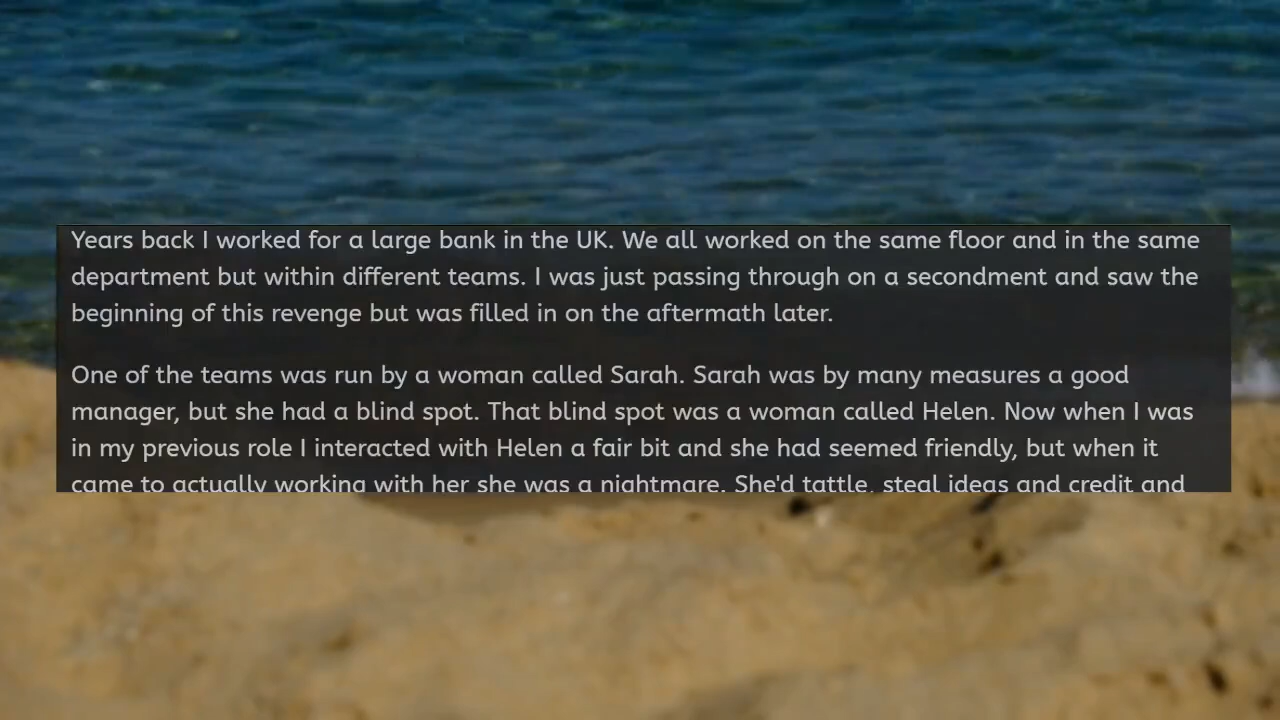 Years back I worked for a large bank in the UK. We all worked on the same floor and in the same
department but within different teams. I was just passing through on a secondment and saw the
beginning of this revenge but was filled in on the aftermath later.
One of the teams was run by a woman called Sarah. Sarah was by many measures a good
manager, but she had a blind spot. That blind spot was a woman called Helen. Now when I was
in my previous role I interacted with Helen a fair bit and she had seemed friendly, but when it
came to actually working with her she was a nightmare. She'd tattle, steal ideas and credit and